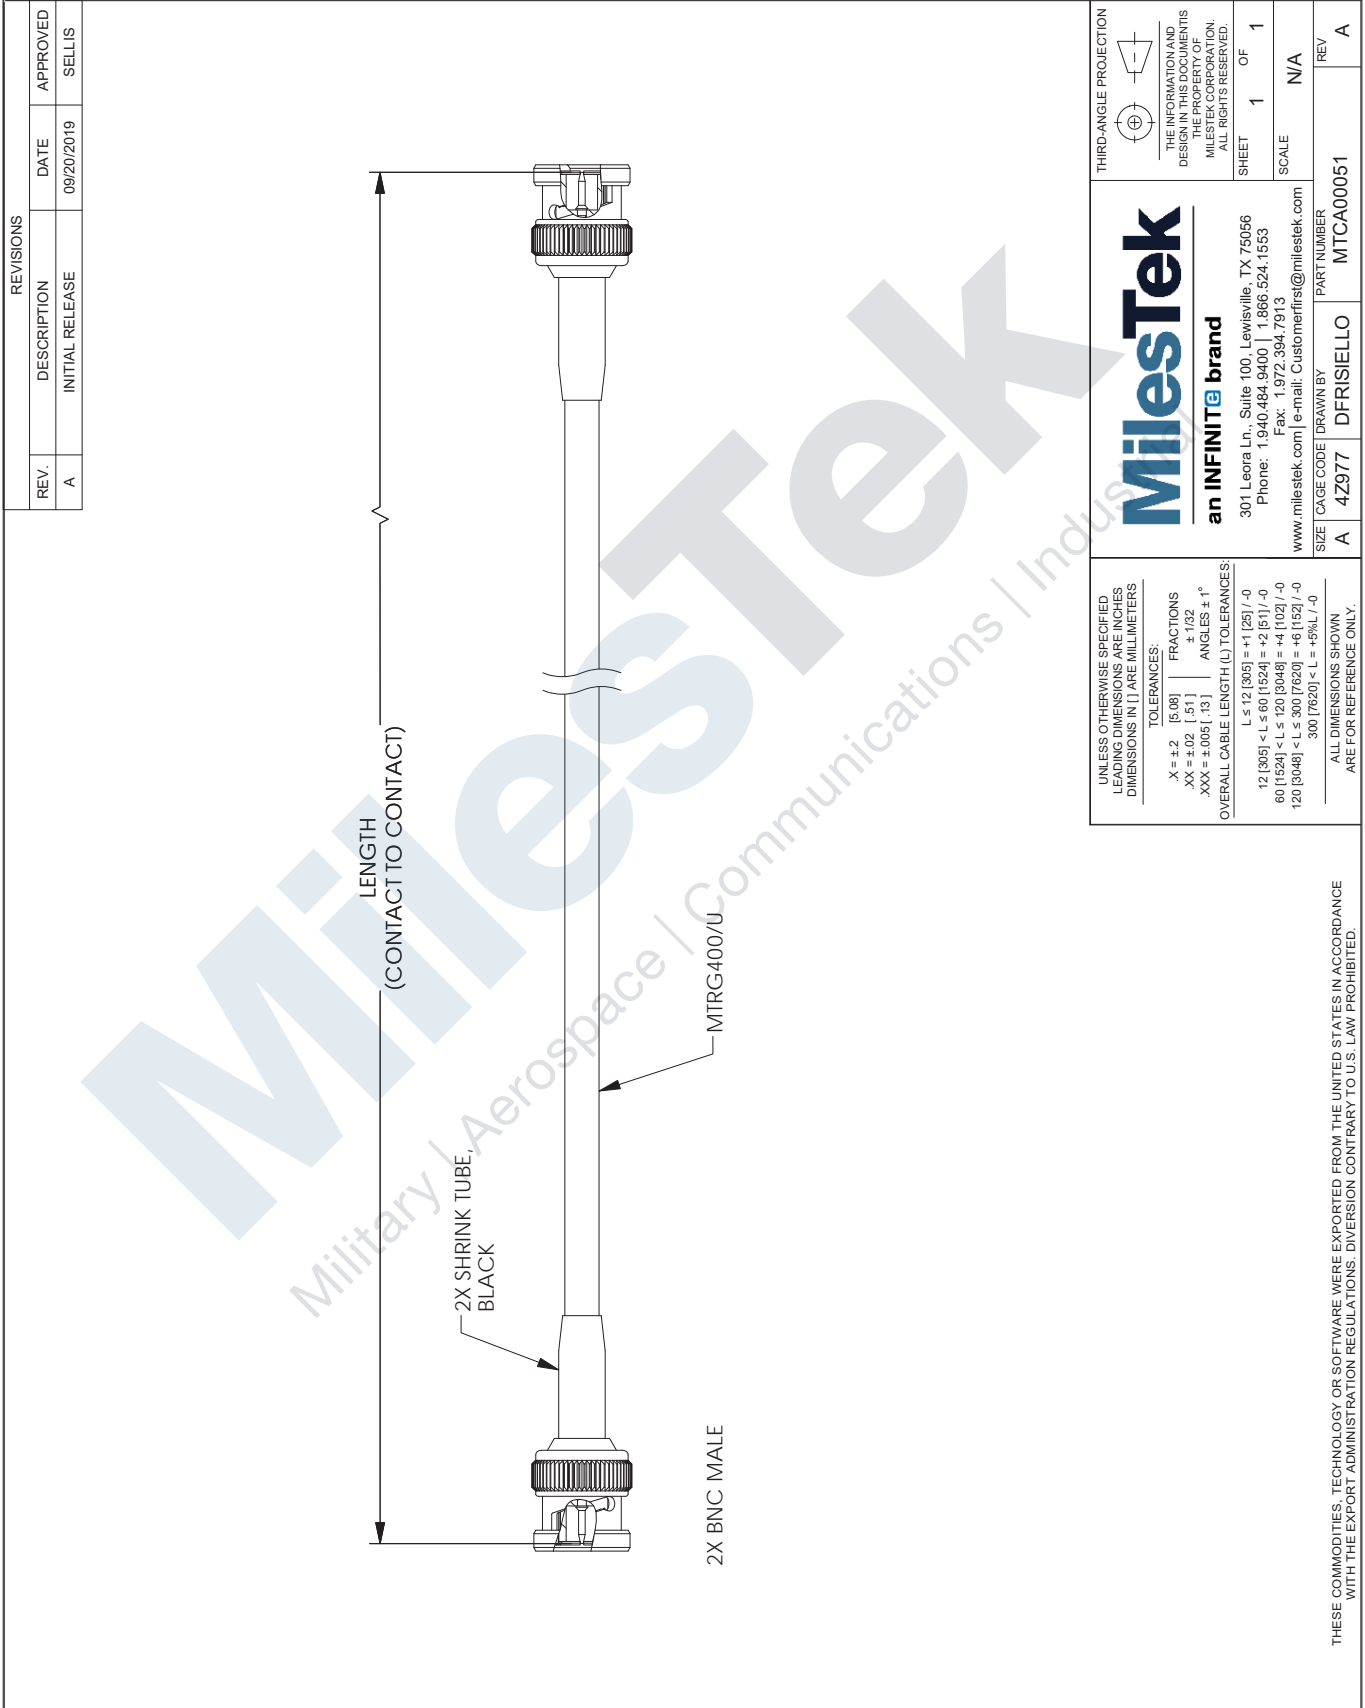 REVISIONS
REV. DESCRIPTION DATE APPROVED
A INITIAL RELEASE 09/20/2019 SELLIS
LENGTH
(CONTACT TO CONTACT)
2X SHRINK TUBE,
BLACK
MTRG400/U
2X BNC MALE
MilesTek
Military | Aerospace | Communications | Industrial
UNLESS OTHERWISE SPECIFIED
LEADING DIMENSIONS ARE INCHES
DIMENSIONS IN [ ] ARE MILLIMETERS
TOLERANCES:
.X = ±.2 [5.08] FRACTIONS
.XX = ±.02 [.51] ± 1/32
.XXX = ±.005 [.13] ANGLES ± 1°
OVERALL CABLE LENGTH (L) TOLERANCES:
L ≤ 12 [305] = +1 [25] / -0
12 [305] < L ≤ 60 [1524] = +2 [51] / -0
60 [1524] < L ≤ 120 [3048] = +4 [102] / -0
120 [3048] < L ≤ 300 [7620] = +6 [152] / -0
300 [7620] < L = +5%L / -0
ALL DIMENSIONS SHOWN
ARE FOR REFERENCE ONLY.
MilesTek
an INFINITe brand
301 Leora Ln., Suite 100, Lewisville, TX 75056
Phone: 1.940.484.9400 | 1.866.524.1553
Fax: 1.972.394.7913
www.milestek.com | e-mail: Customerfirst@milestek.com
THIRD-ANGLE PROJECTION
THE INFORMATION AND
DESIGN IN THIS DOCUMENT IS
THE PROPERTY OF
MILESTEK CORPORATION.
ALL RIGHTS RESERVED.
SHEET 1 OF 1
SCALE N/A
SIZE CAGE CODE DRAWN BY PART NUMBER REV
A 4Z977 DFRISIELLO MTCA00051 A
THESE COMMODITIES, TECHNOLOGY OR SOFTWARE WERE EXPORTED FROM THE UNITED STATES IN ACCORDANCE
WITH THE EXPORT ADMINISTRATION REGULATIONS. DIVERSION CONTRARY TO U.S. LAW PROHIBITED.